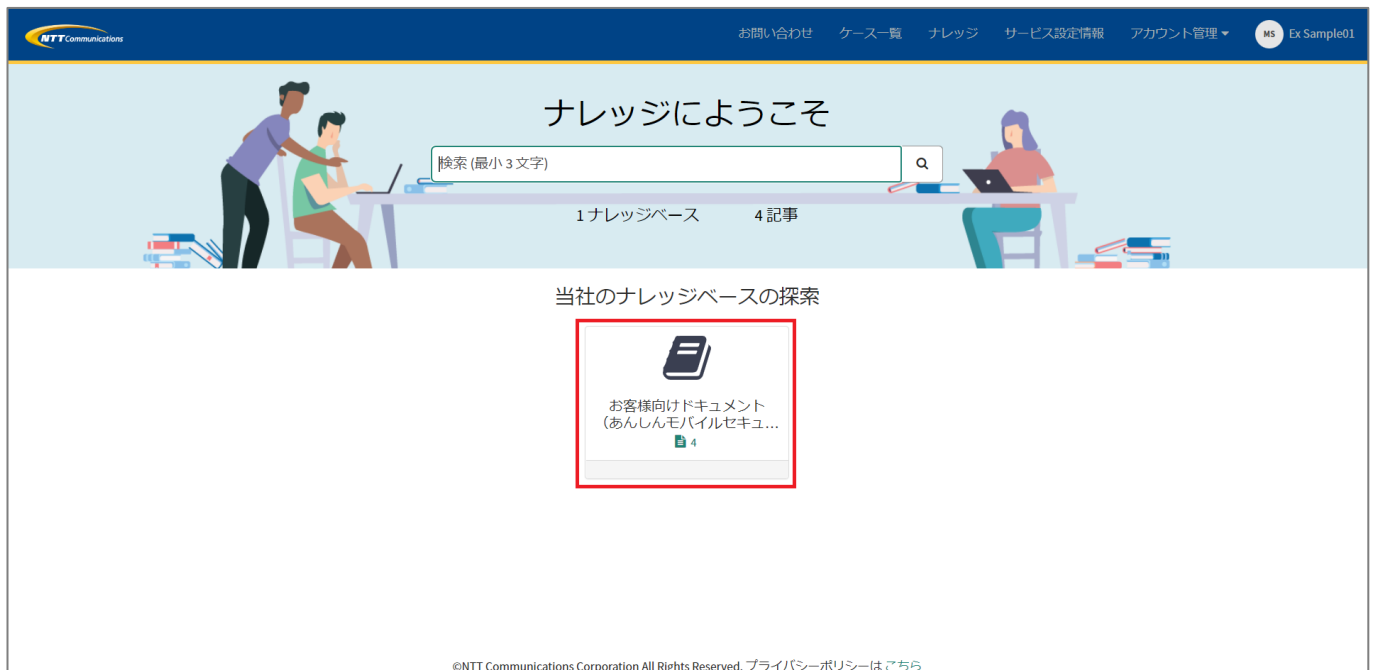 NTT Communications
お問い合わせ ケース一覧 ナレッジ サービス設定情報 アカウント管理 MS Ex Sample01
ナレッジにようこそ
検索 (最小 3 文字)
1 ナレッジベース 4 記事
当社のナレッジベースの探索
お客様向けドキュメント
（あんしんモバイルセキュ...
4
©NTT Communications Corporation All Rights Reserved. プライバシーポリシーは こちら